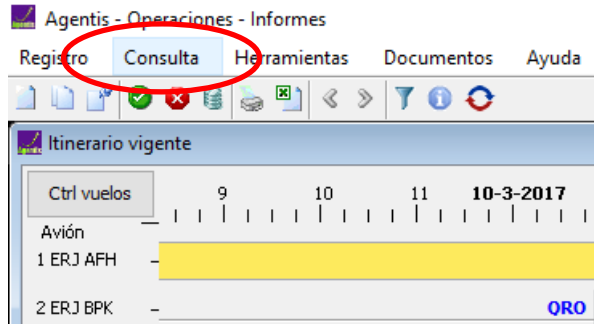 Agentis - Operaciones - Informes
Registro Consulta Herramientas Documentos Ayuda
Itinerario vigente
Ctrl vuelos 9 10 11 10-3-2017
Avión
1 ERJ AFH
2 ERJ BPK QRO